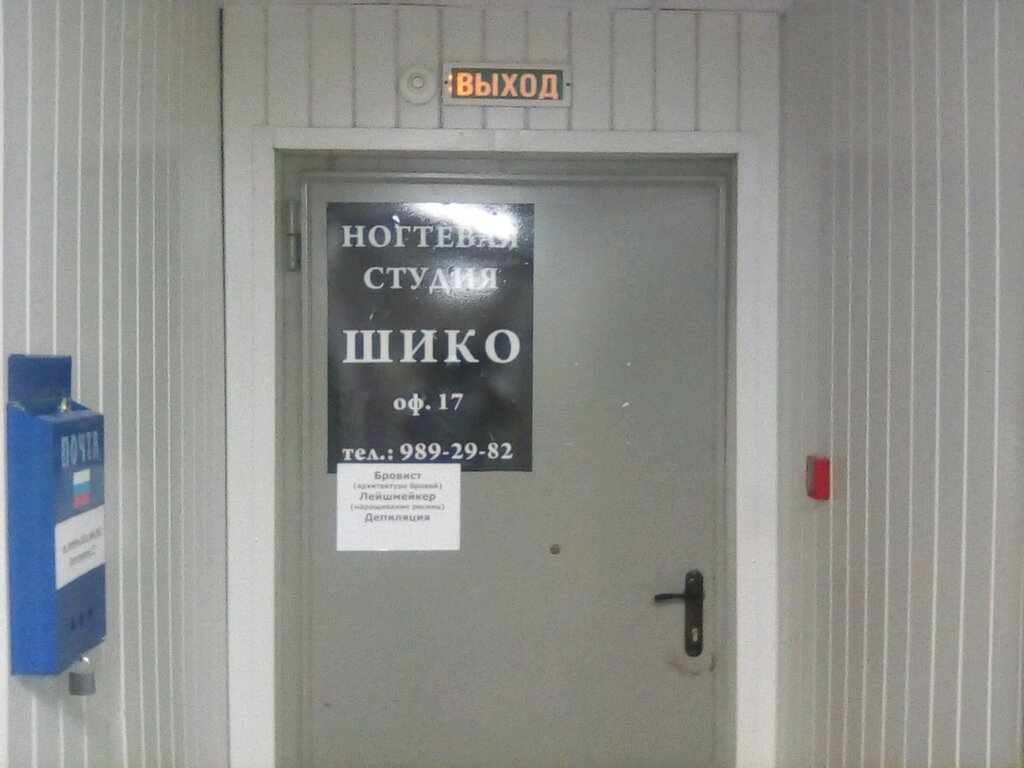 ВЫХОД
НОГТЕВАЯ
СТУДИЯ
ШИКО
оф. 17
тел.: 989-29-82
Бровист
(архитектура бровей)
Лейшмейкер
(наращивание ресниц)
Депиляция
ПОЧТА